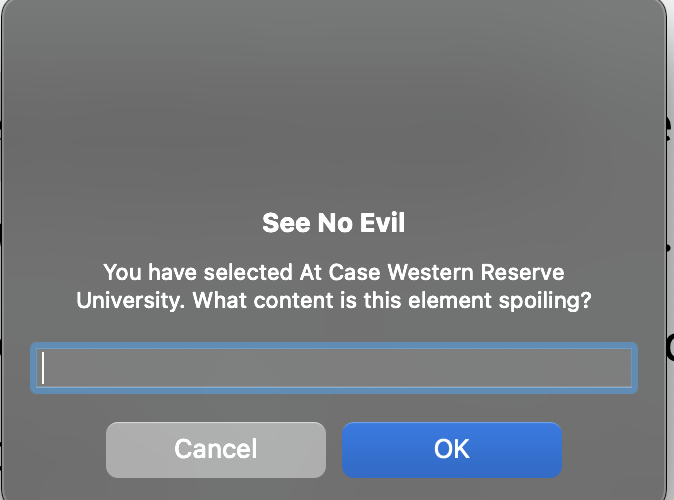 See No Evil
You have selected At Case Western Reserve
University. What content is this element spoiling?
Cancel
OK